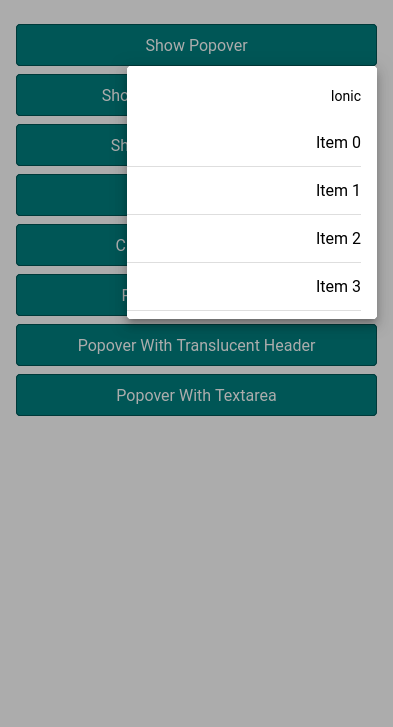 Show Popover
Ionic
Item 0
Item 1
Item 2
Item 3
Popover With Translucent Header
Popover With Textarea